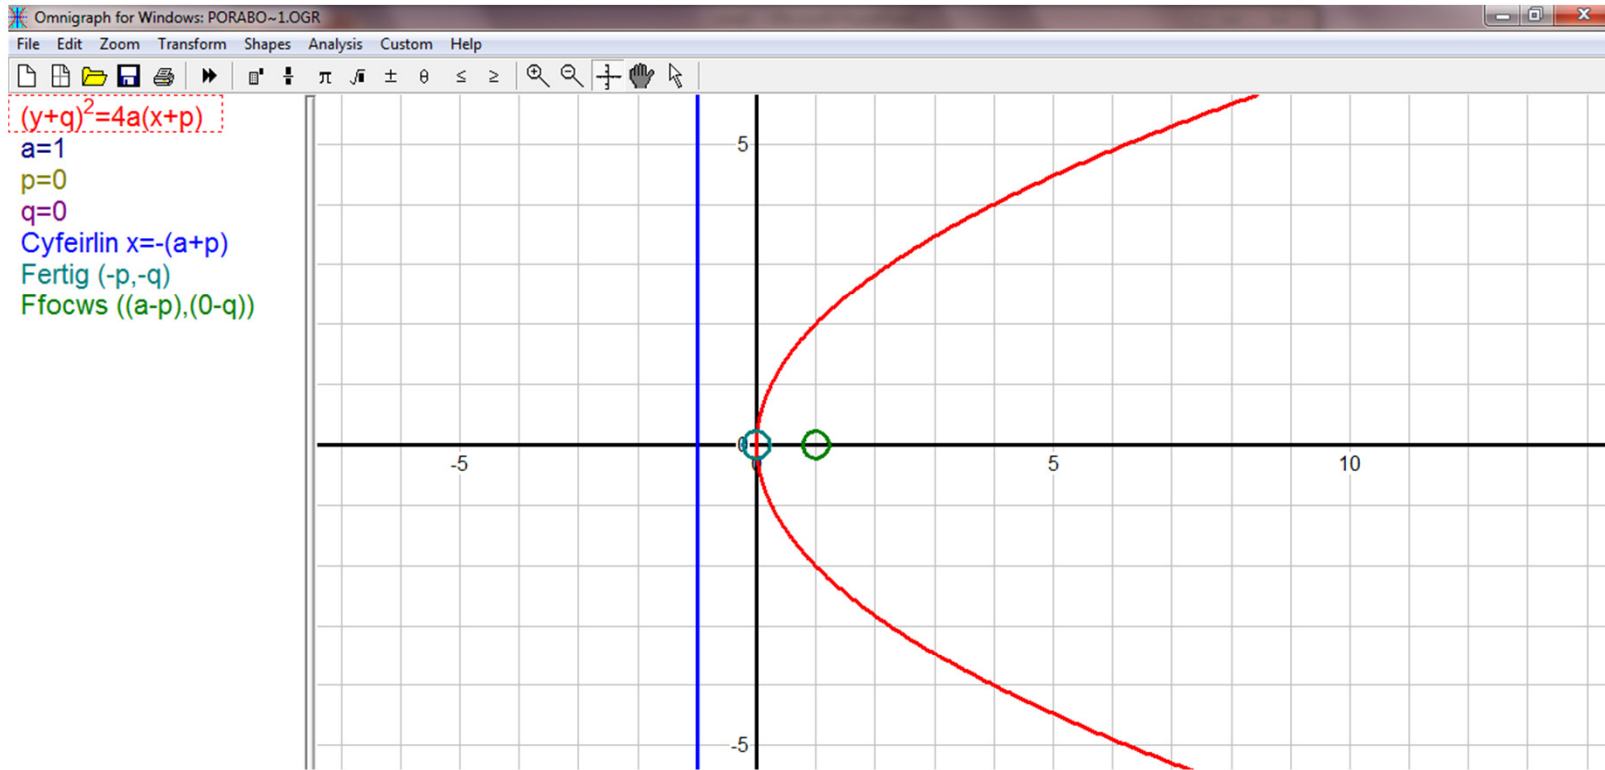 Omnigraph for Windows: PORABO~1.OGR
File Edit Zoom Transform Shapes Analysis Custom Help
π ± θ ≤ ≥
(y+q)²=4a(x+p)
a=1
p=0
q=0
Cyfeirlin x=-(a+p)
Fertig (-p,-q)
Ffocws ((a-p),(0-q))
5
0
-5 0 5 10
-5